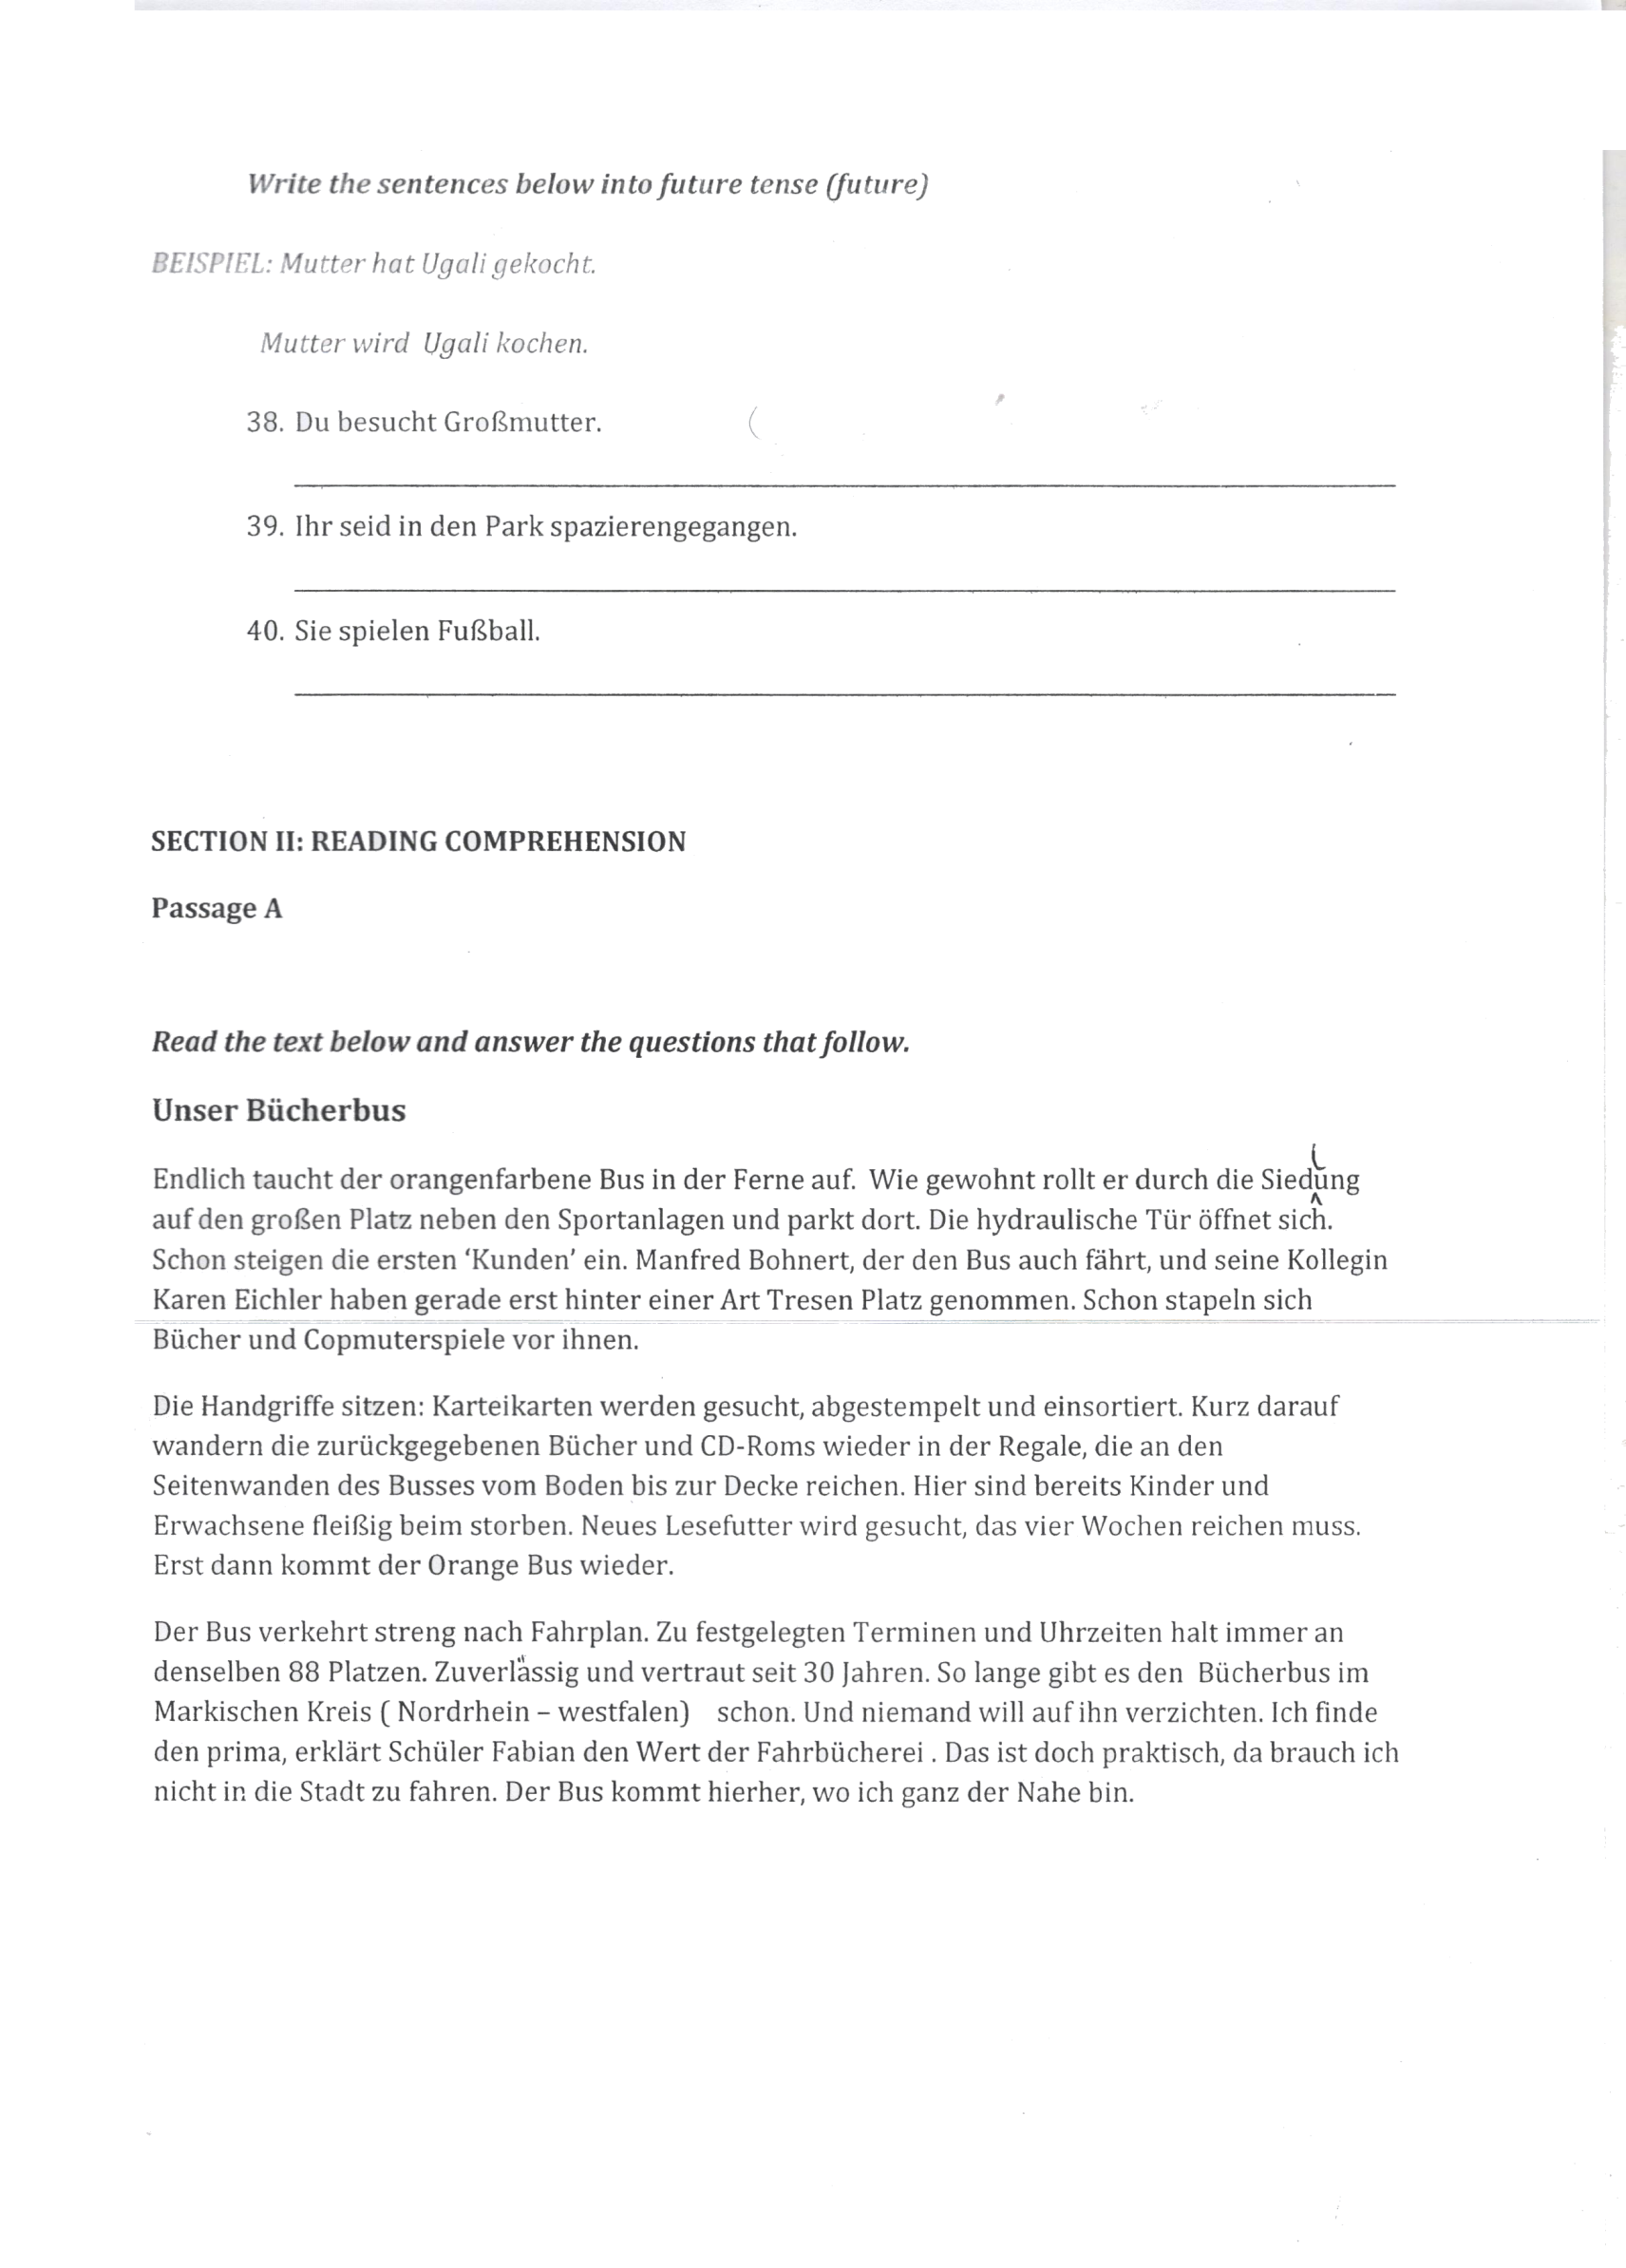 Write the sentences below into future tense (future)
BEISPIEL: Mutter hat Ugali gekocht.
Mutter wird Ugali kochen.
38. Du besucht Großmutter.
39. Ihr seid in den Park spazierengegangen.
40. Sie spielen Fußball.
SECTION II: READING COMPREHENSION
Passage A
Read the text below and answer the questions that follow.
Unser Bücherbus
Endlich taucht der orangenfarbene Bus in der Ferne auf. Wie gewohnt rollt er durch die Siedlung
auf den großen Platz neben den Sportanlagen und parkt dort. Die hydraulische Tür öffnet sich.
Schon steigen die ersten ‘Kunden’ ein. Manfred Bohnert, der den Bus auch fährt, und seine Kollegin
Karen Eichler haben gerade erst hinter einer Art Tresen Platz genommen. Schon stapeln sich
Bücher und Copmuterspiele vor ihnen.
Die Handgriffe sitzen: Karteikarten werden gesucht, abgestempelt und einsortiert. Kurz darauf
wandern die zurückgegebenen Bücher und CD-Roms wieder in der Regale, die an den
Seitenwanden des Busses vom Boden bis zur Decke reichen. Hier sind bereits Kinder und
Erwachsene fleißig beim storben. Neues Lesefutter wird gesucht, das vier Wochen reichen muss.
Erst dann kommt der Orange Bus wieder.
Der Bus verkehrt streng nach Fahrplan. Zu festgelegten Terminen und Uhrzeiten halt immer an
denselben 88 Platzen. Zuverlässig und vertraut seit 30 Jahren. So lange gibt es den Bücherbus im
Markischen Kreis ( Nordrhein – westfalen) schon. Und niemand will auf ihn verzichten. Ich finde
den prima, erklärt Schüler Fabian den Wert der Fahrbücherei . Das ist doch praktisch, da brauch ich
nicht in die Stadt zu fahren. Der Bus kommt hierher, wo ich ganz der Nahe bin.